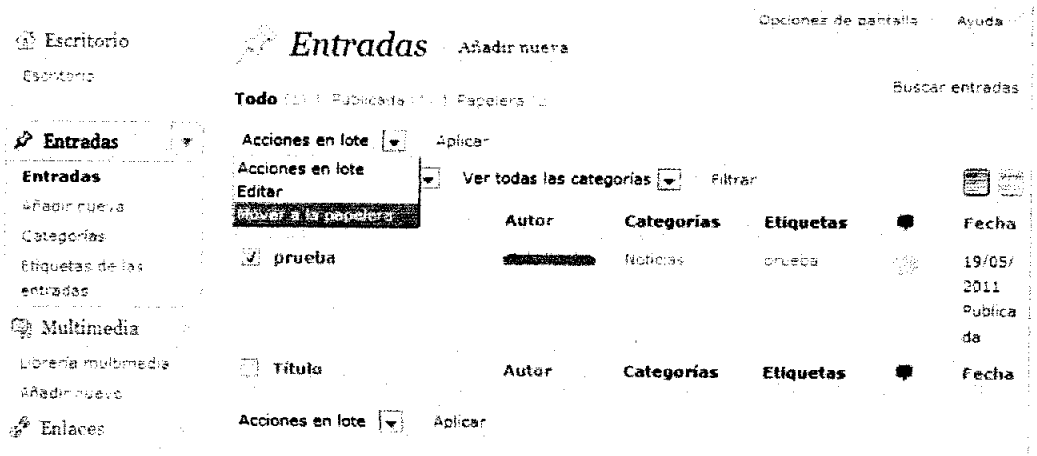 Opciones de pantalla Ayuda
Escritorio
Escritorio
Entradas Añadir nueva
Buscar entradas
Todo | Publicada | Papelera
Entradas
Entradas
Añadir nueva
Categorías
Etiquetas de las
entradas
Multimedia
Librería multimedia
Añadir nuevo
Enlaces
Acciones en lote Aplicar
Acciones en lote
Editar
Mover a la papelera
Ver todas las categorías Filtrar
Autor Categorías Etiquetas Fecha
prueba Noticias prueba 19/05/
2011
Publica
da
Título Autor Categorías Etiquetas Fecha
Acciones en lote Aplicar